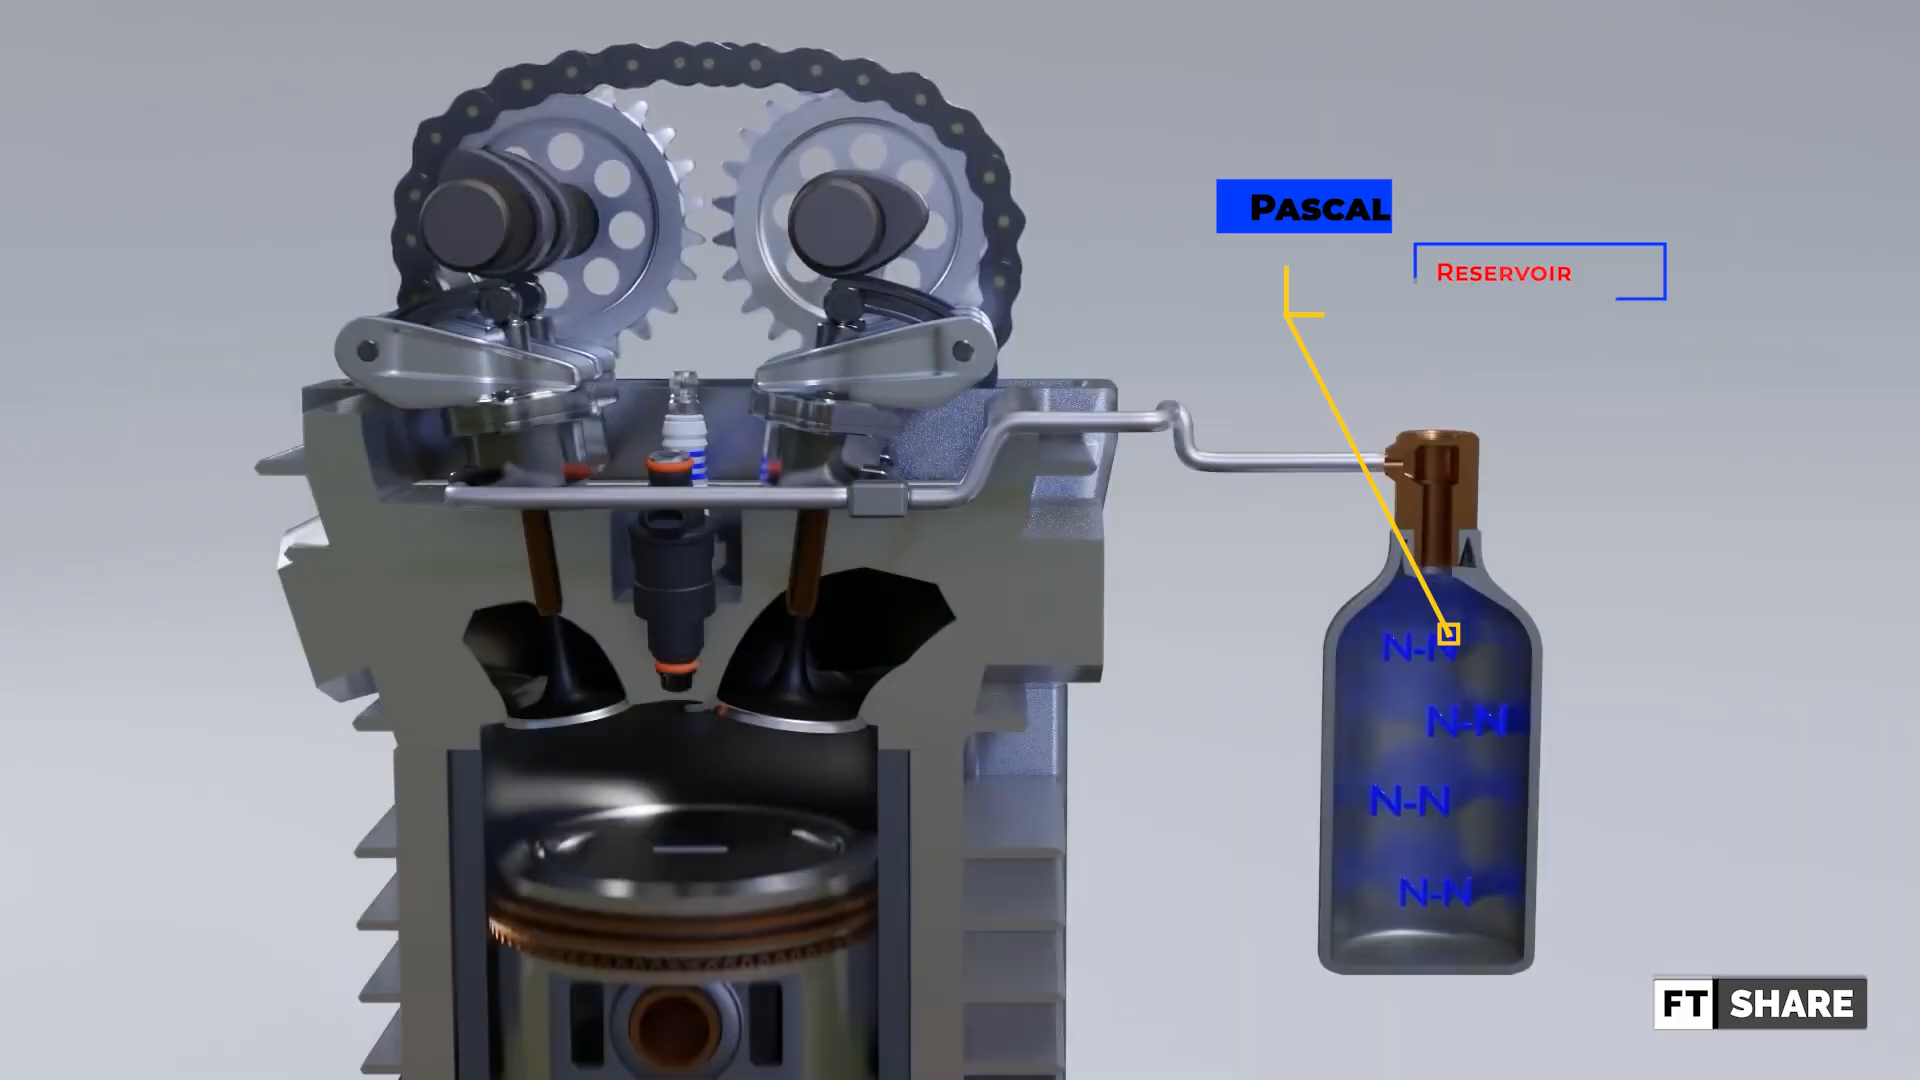 PASCAL
RESERVOIR
N-N
N-N
N-N
N-N
FT SHARE